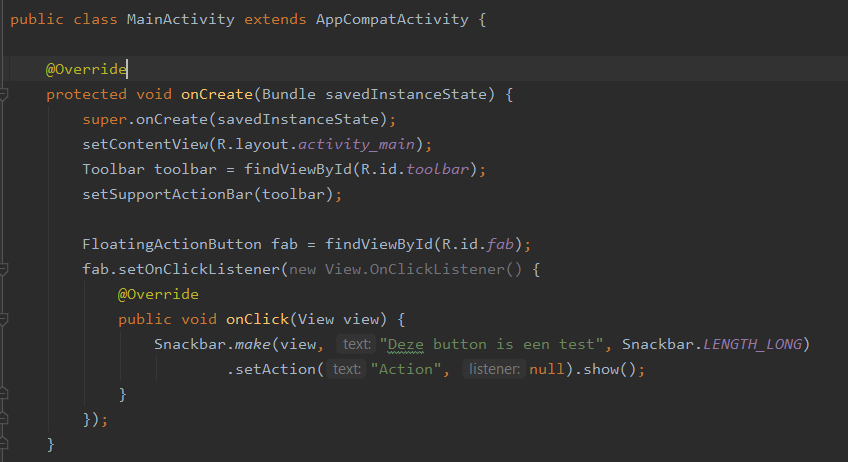 public class MainActivity extends AppCompatActivity {
@Override
protected void onCreate(Bundle savedInstanceState) {
super.onCreate(savedInstanceState);
setContentView(R.layout.activity_main);
Toolbar toolbar = findViewById(R.id.toolbar);
setSupportActionBar(toolbar);
FloatingActionButton fab = findViewById(R.id.fab);
fab.setOnClickListener(new View.OnClickListener() {
@Override
public void onClick(View view) {
Snackbar.make(view, text: "Deze button is een test", Snackbar.LENGTH_LONG)
.setAction( text: "Action", listener: null).show();
}
});
}